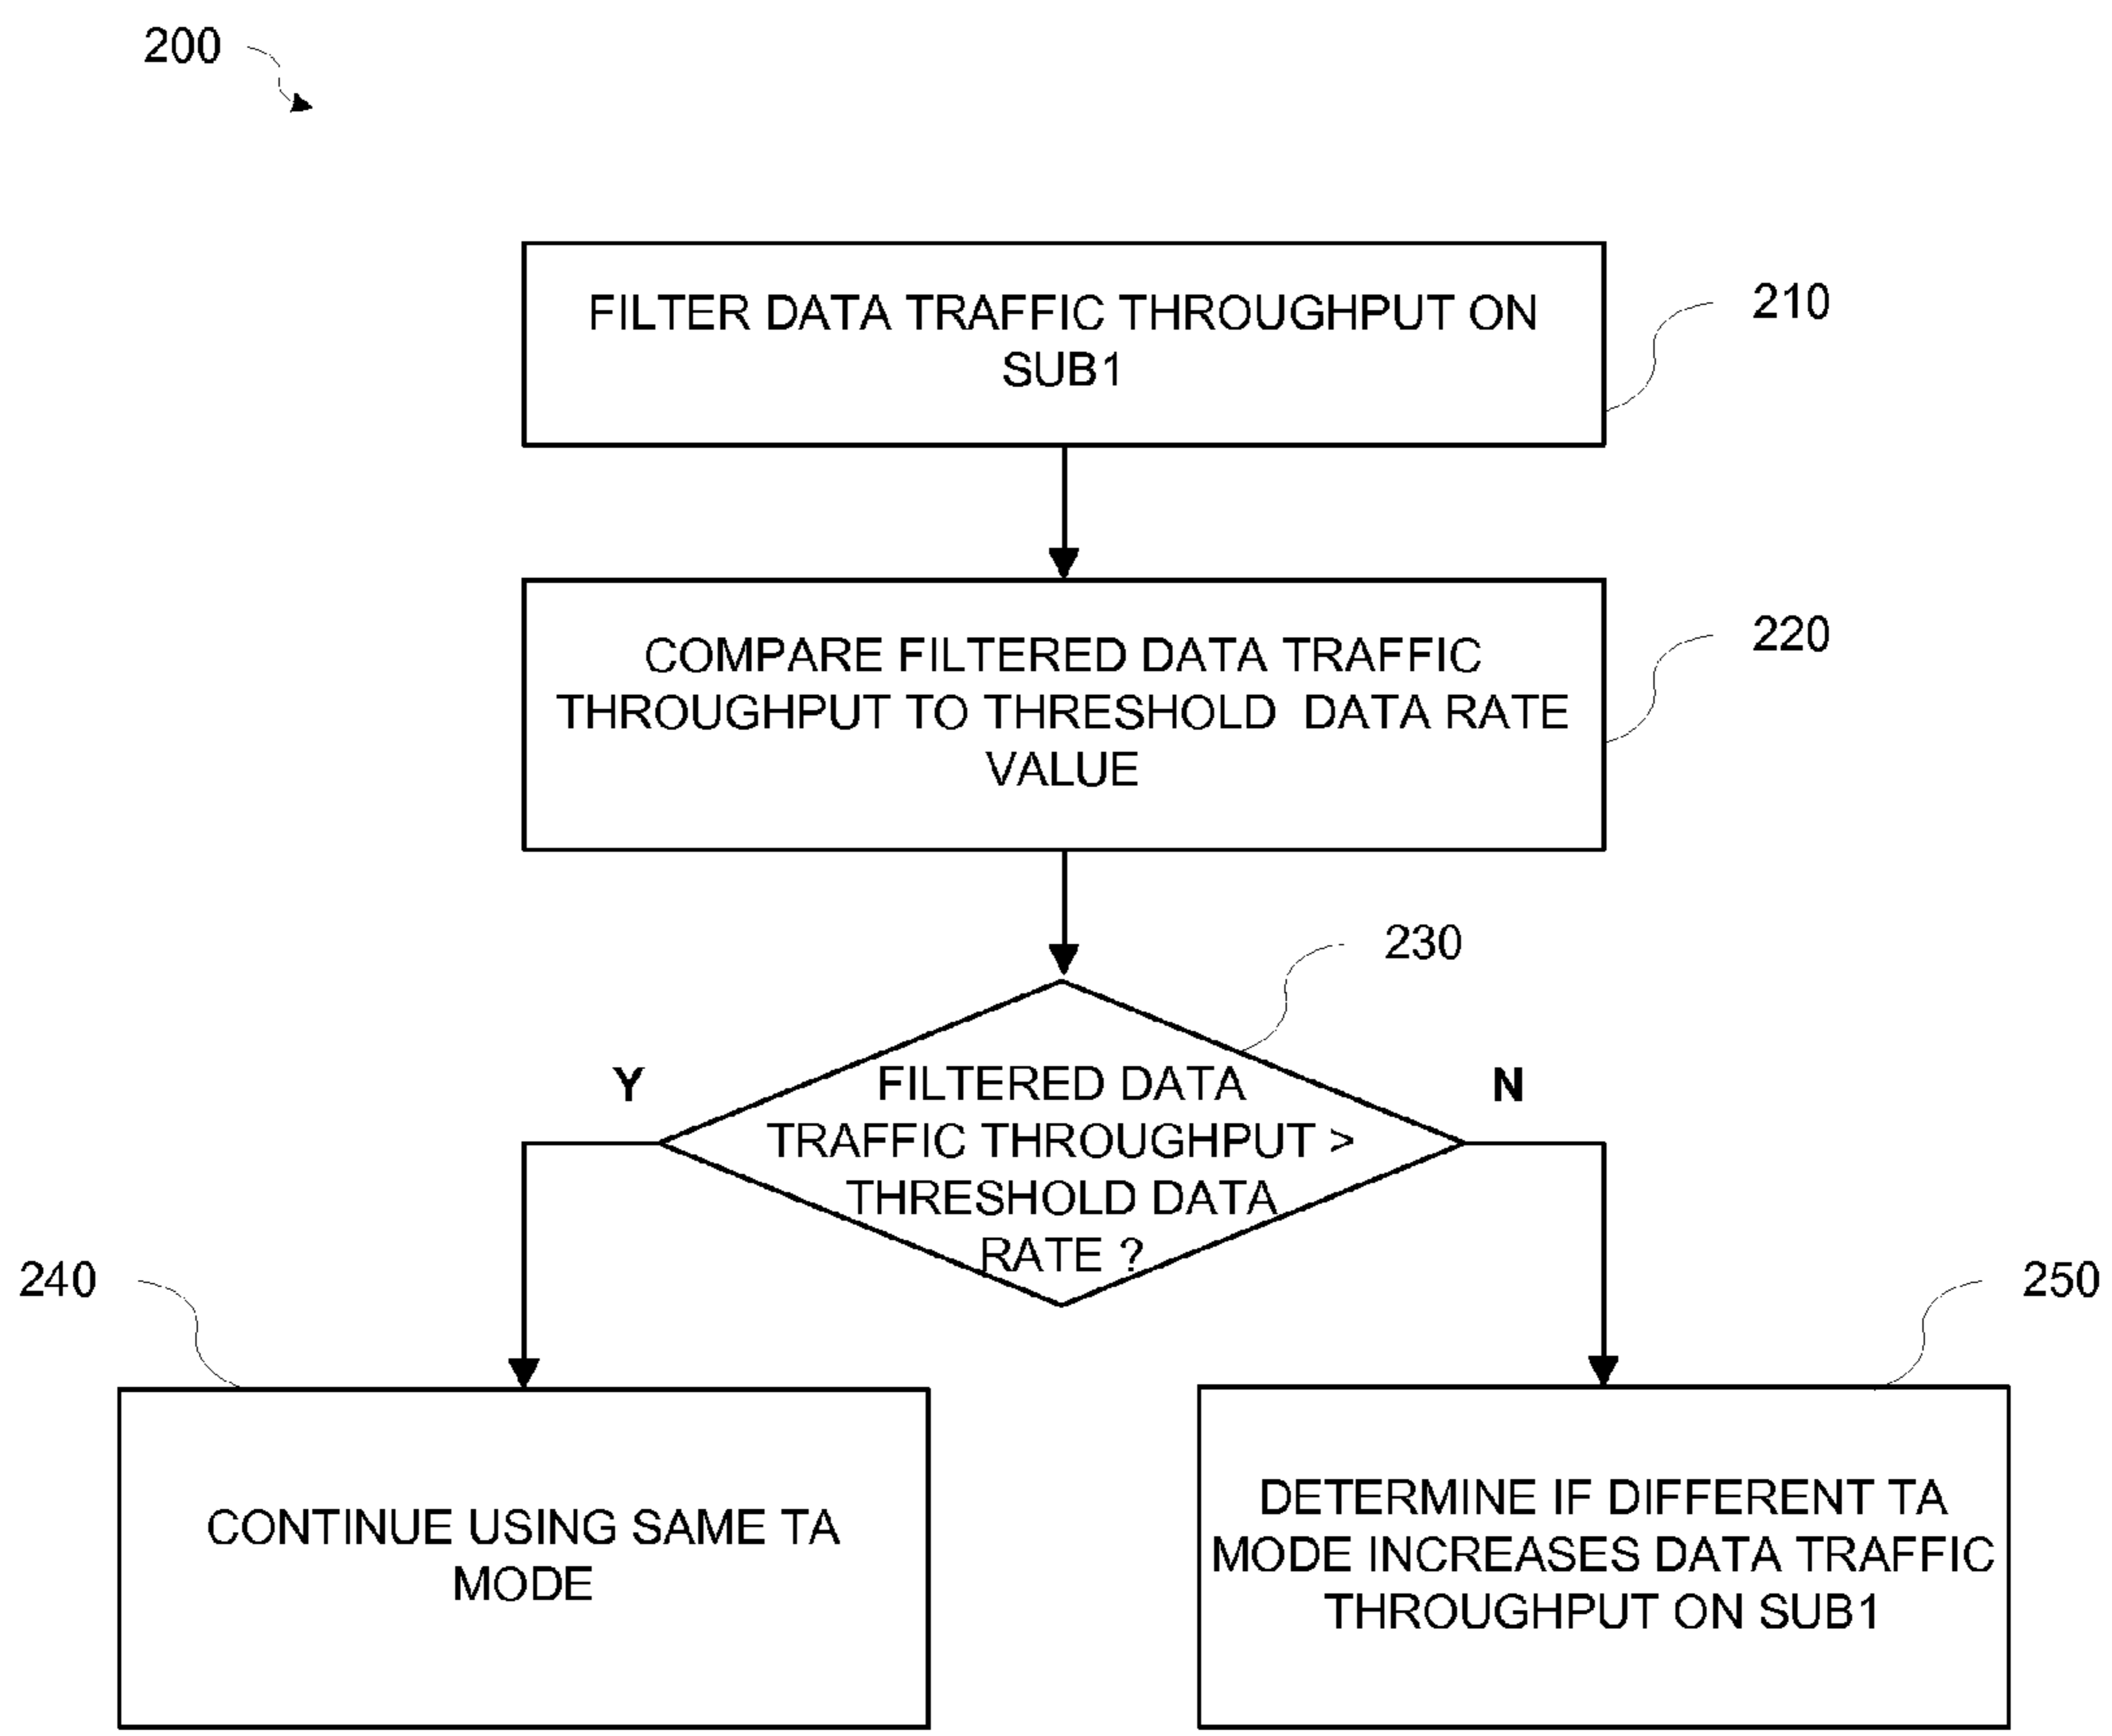 200
FILTER DATA TRAFFIC THROUGHPUT ON
SUB1
210
COMPARE FILTERED DATA TRAFFIC
THROUGHPUT TO THRESHOLD DATA RATE
VALUE
220
230
FILTERED DATA
TRAFFIC THROUGHPUT >
THRESHOLD DATA
RATE ?
Y
N
240
CONTINUE USING SAME TA
MODE
250
DETERMINE IF DIFFERENT TA
MODE INCREASES DATA TRAFFIC
THROUGHPUT ON SUB1